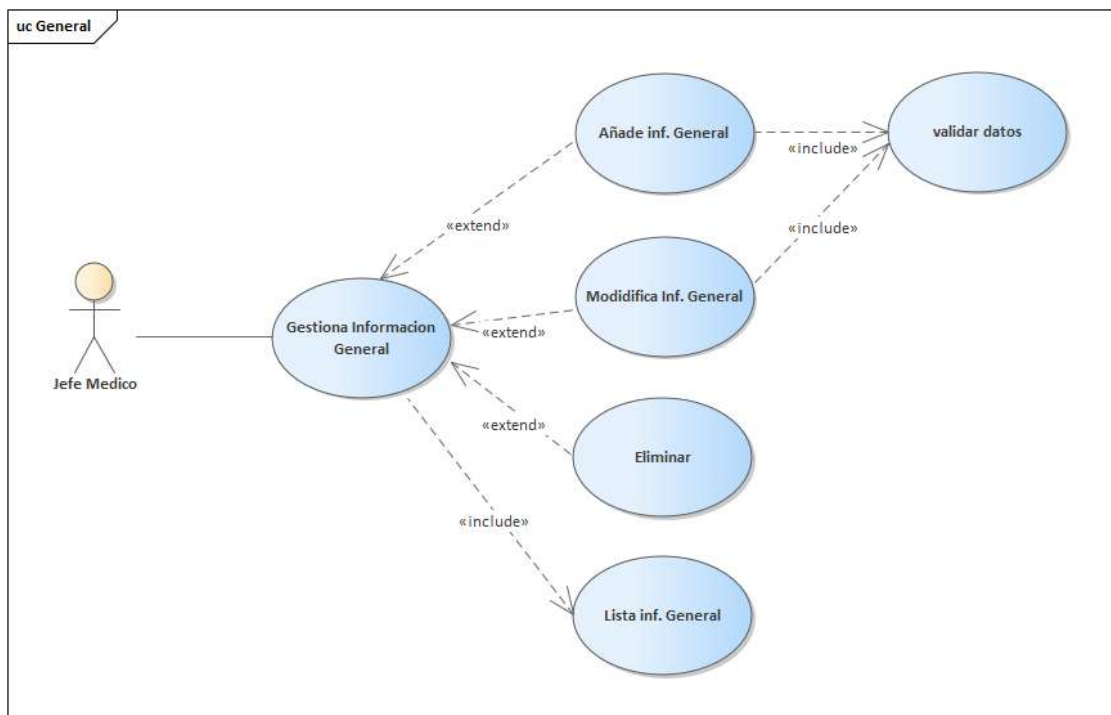 uc General
Añade inf. General
validar datos
«include»
«extend»
«include»
Modidifica Inf. General
Gestiona Informacion
General
«extend»
Jefe Medico
«extend»
Eliminar
«include»
Lista inf. General